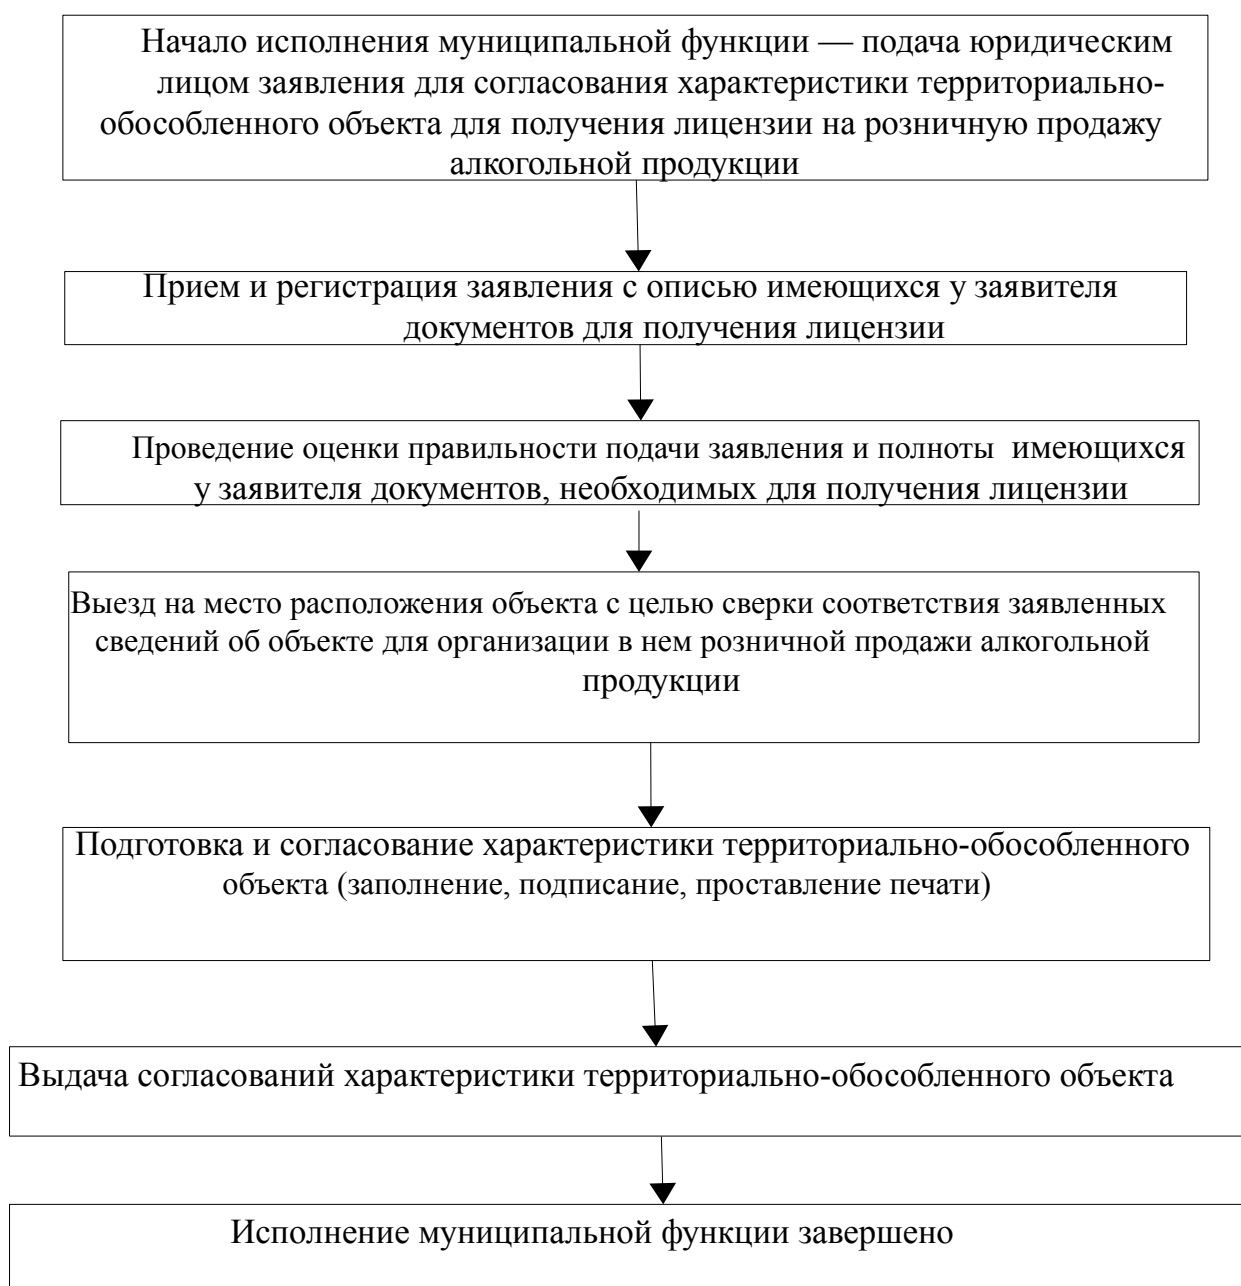 Начало исполнения муниципальной функции — подача юридическим
лицом заявления для согласования характеристики территориально-
обособленного объекта для получения лицензии на розничную продажу
алкогольной продукции
Прием и регистрация заявления с описью имеющихся у заявителя
документов для получения лицензии
Проведение оценки правильности подачи заявления и полноты имеющихся
у заявителя документов, необходимых для получения лицензии
Выезд на место расположения объекта с целью сверки соответствия заявленных
сведений об объекте для организации в нем розничной продажи алкогольной
продукции
Подготовка и согласование характеристики территориально-обособленного
объекта (заполнение, подписание, проставление печати)
Выдача согласований характеристики территориально-обособленного объекта
Исполнение муниципальной функции завершено